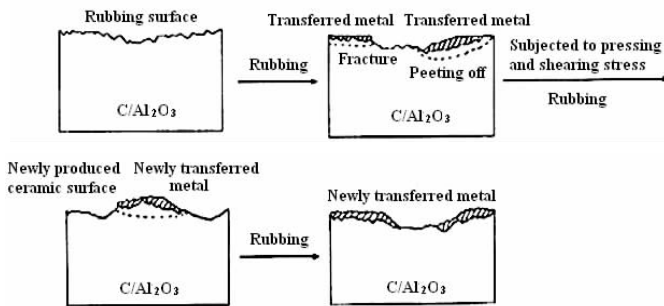 Rubbing surface
Rubbing
C/Al₂O₃
Transferred metal
Transferred metal
Fracture
Peeting off
C/Al₂O₃
Subjected to pressing
and shearing stress
Rubbing
Newly produced
ceramic surface
Newly transferred
metal
C/Al₂O₃
Rubbing
Newly transferred metal
C/Al₂O₃